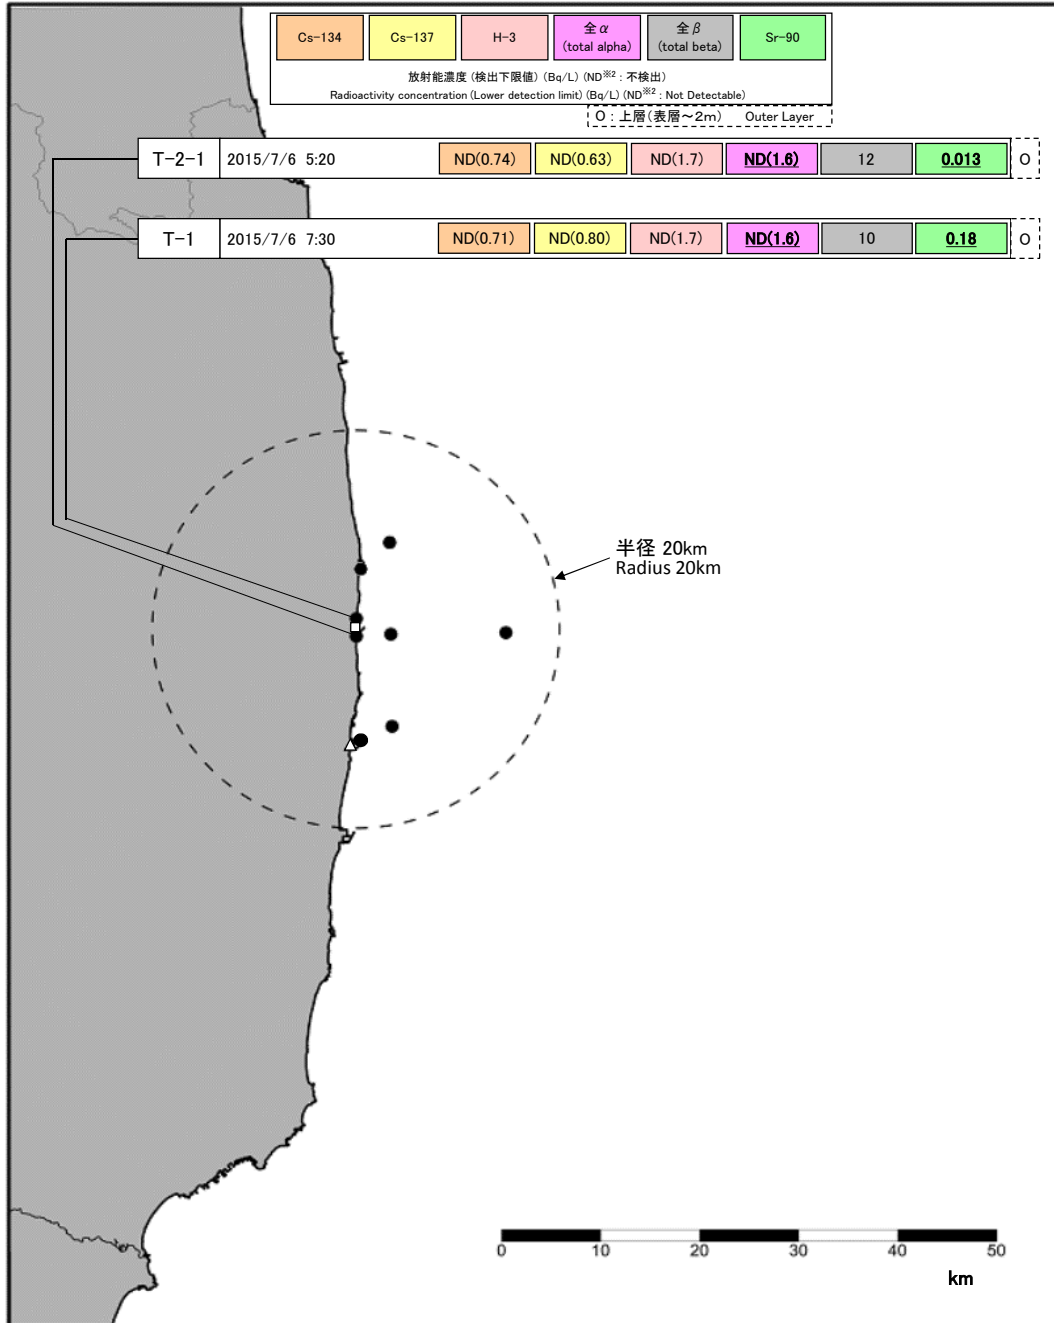 Cs-134 Cs-137 H-3 全α (total alpha) 全β (total beta) Sr-90
放射能濃度(検出下限値)(Bq/L)(ND※2:不検出)
Radioactivity concentration(Lower detection limit)(Bq/L)(ND※2:Not Detectable)
O:上層(表層～2m) Outer Layer
T-2-1 2015/7/6 5:20 ND(0.74) ND(0.63) ND(1.7) ND(1.6) 12 0.013 O
T-1 2015/7/6 7:30 ND(0.71) ND(0.80) ND(1.7) ND(1.6) 10 0.18 O
半径 20km
Radius 20km
0 10 20 30 40 50
km